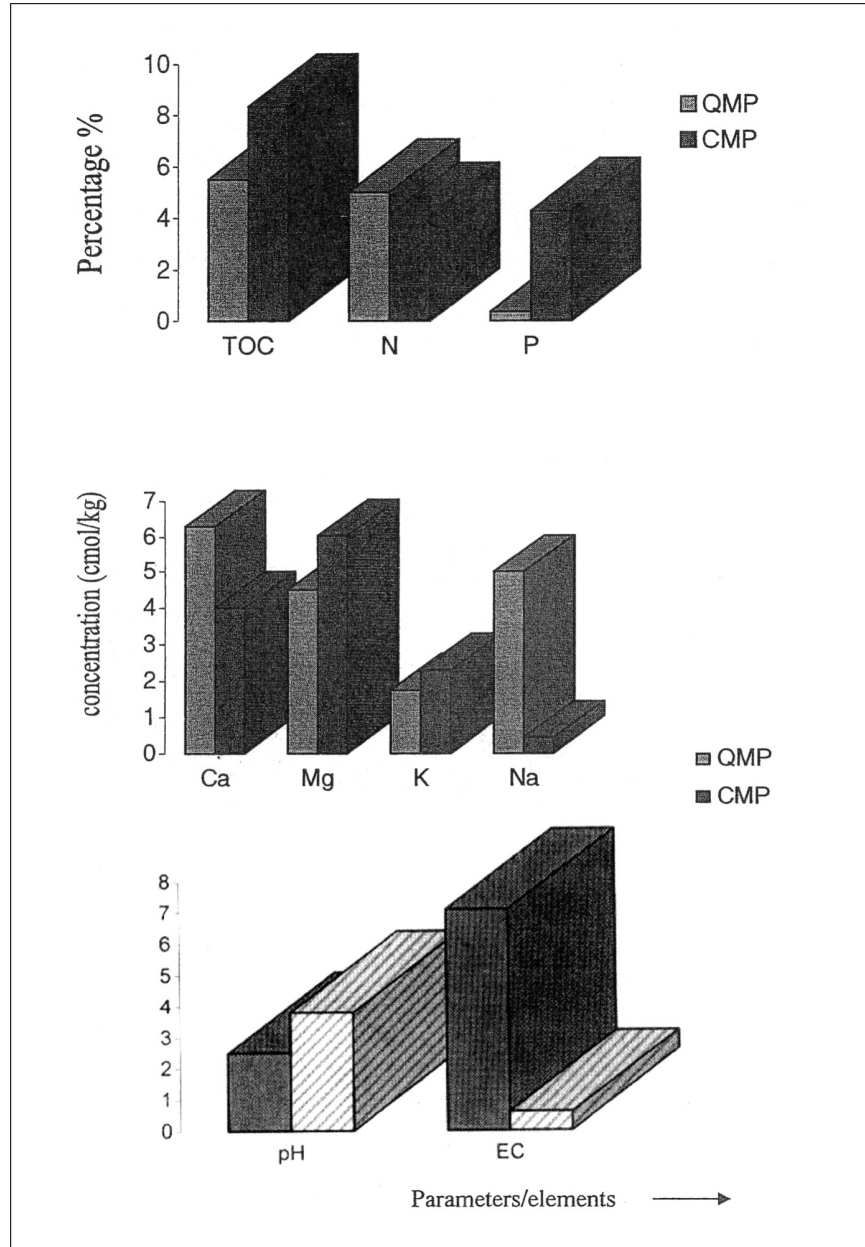 Percentage %
10
8
6
4
2
0
TOC N P
QMP
CMP
concentration (cmol/kg)
7
6
5
4
3
2
1
0
Ca Mg K Na
QMP
CMP
8
7
6
5
4
3
2
1
0
pH EC
Parameters/elements